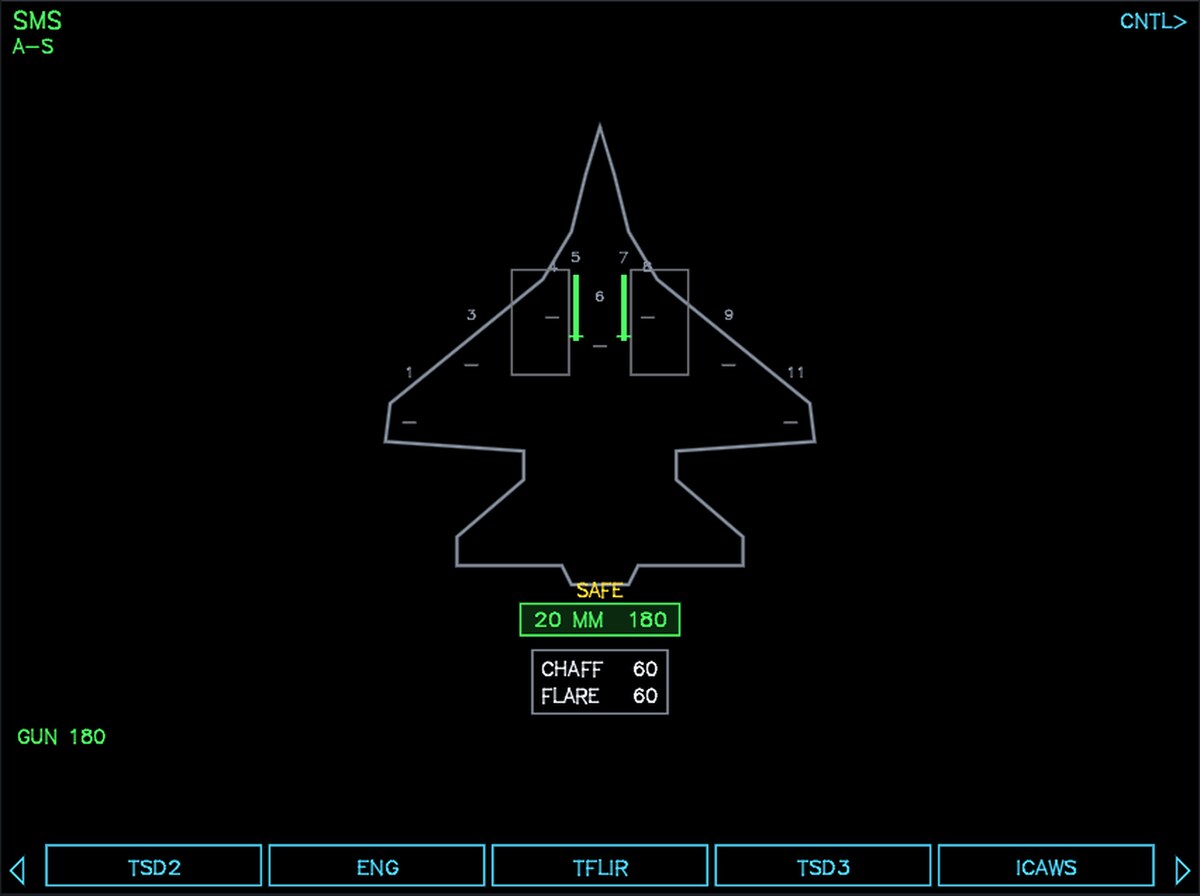 SMS
CNTL>
A-S
5
7
4
8
6
3
9
1
11
SAFE
20 MM 180
CHAFF 60
FLARE 60
GUN 180
TSD2
ENG
TFLIR
TSD3
ICAWS